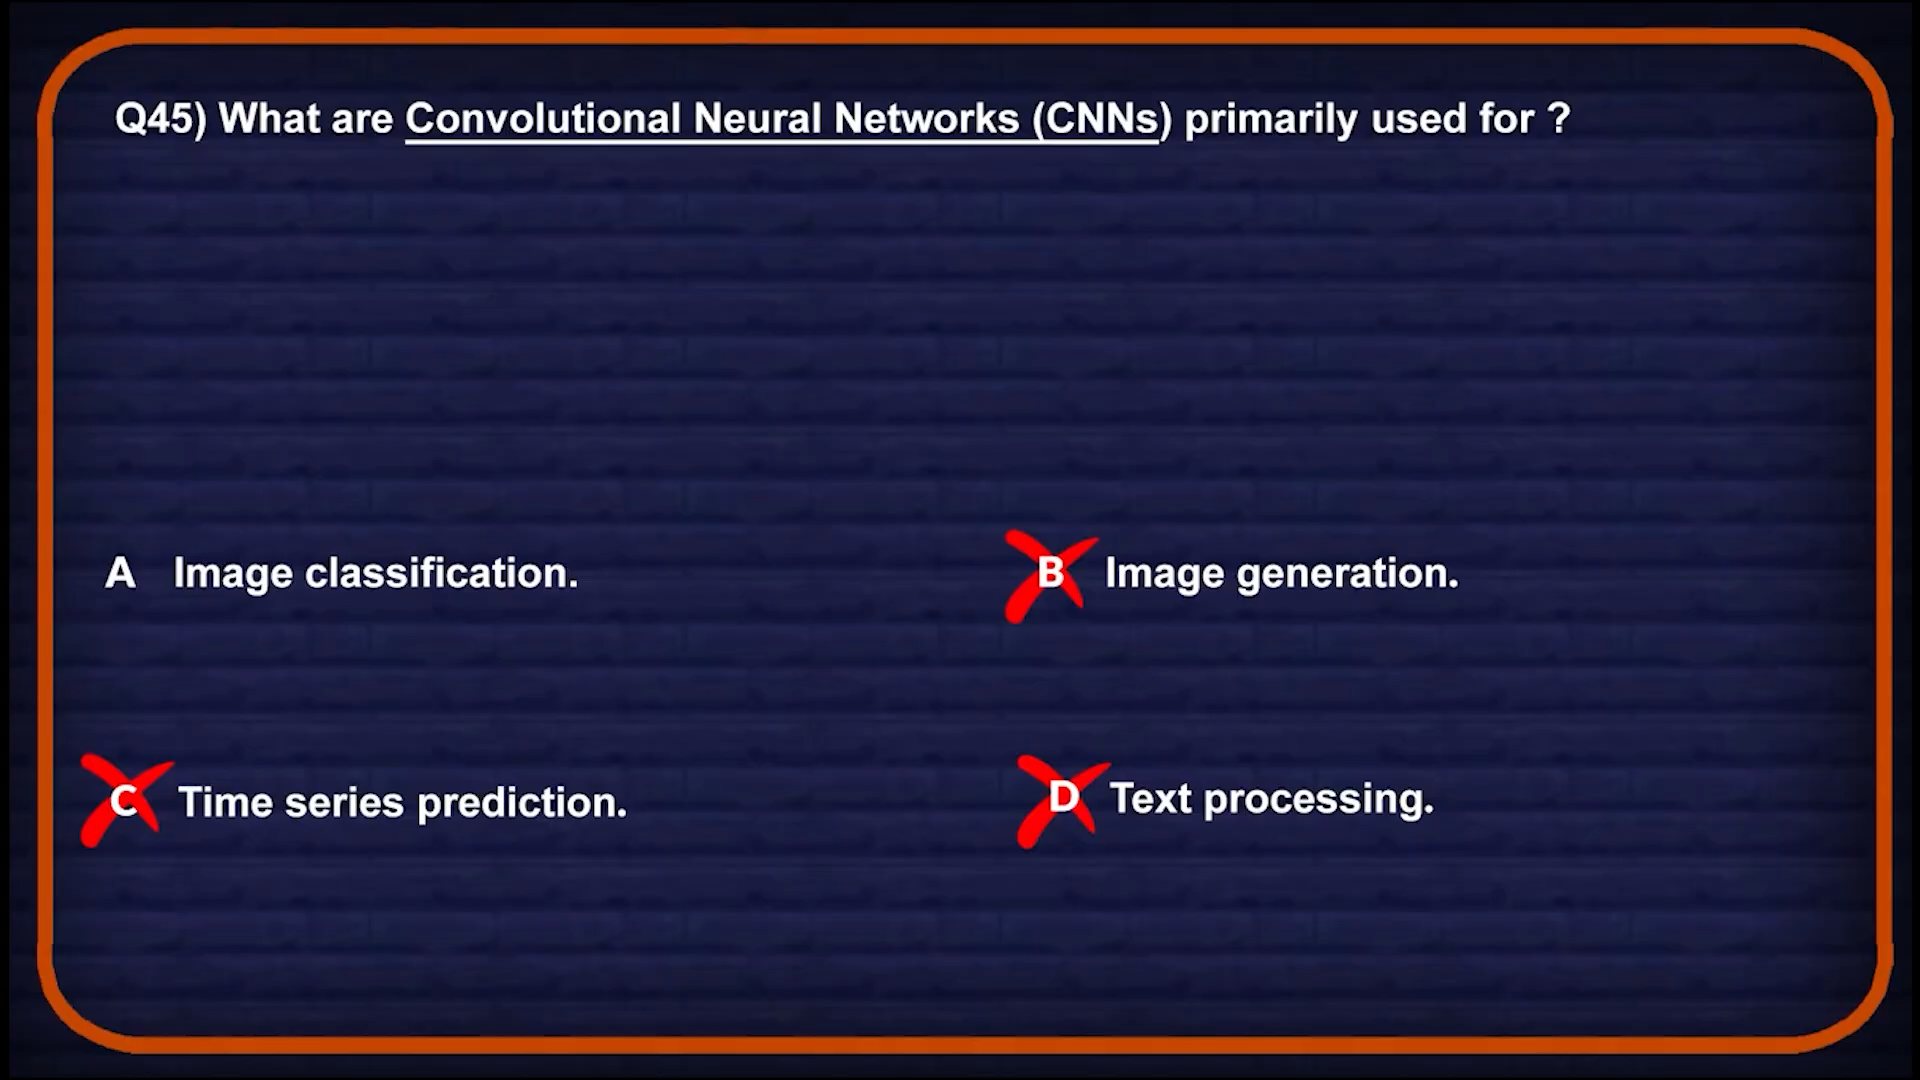 Q45) What are Convolutional Neural Networks (CNNs) primarily used for ?
A Image classification.
B Image generation.
C Time series prediction.
D Text processing.